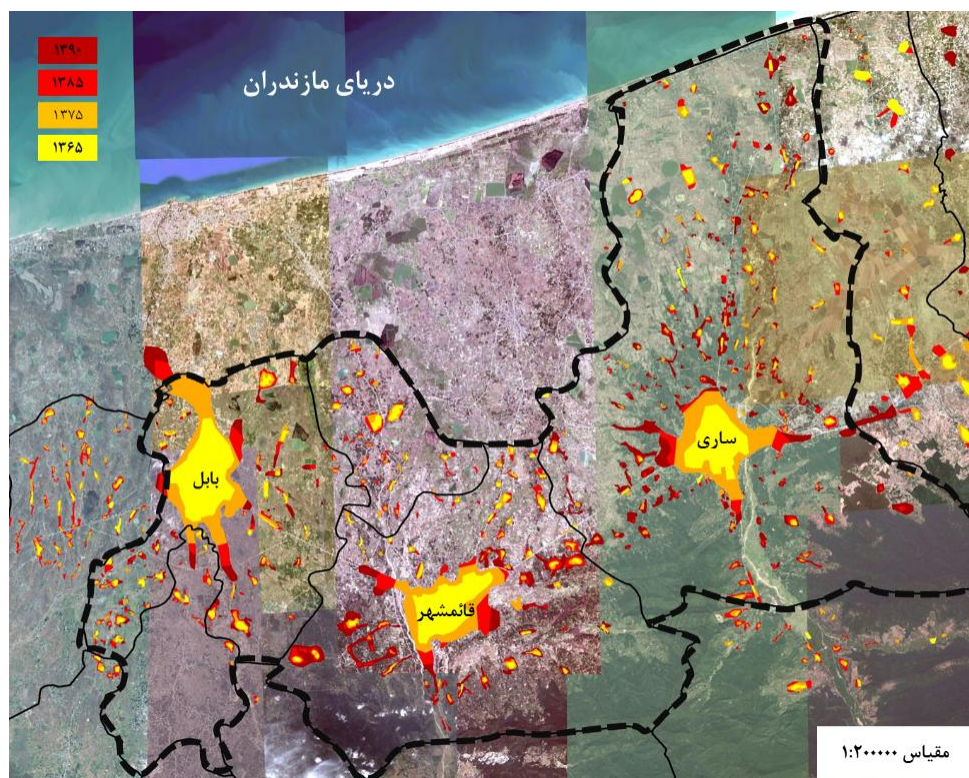 ۱۳۹۰
۱۳۸۵
۱۳۷۵
۱۳۶۵
دریای مازندران
ساری
بابل
قائمشهر
مقیاس ۱:۲۰۰۰۰۰